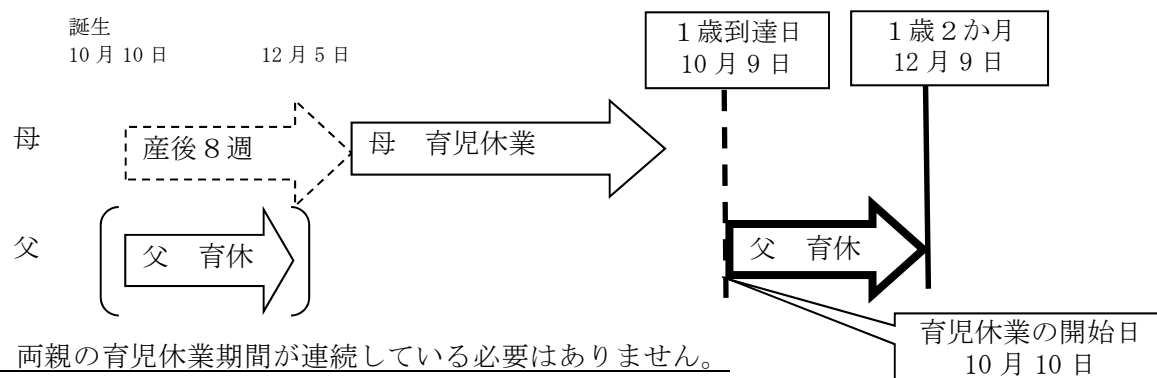 誕生
10月10日
12月5日
1歳到達日
10月9日
1歳2か月
12月9日
母
産後8週
母 育児休業
父
父 育休
父 育休
育児休業の開始日
10月10日
両親の育児休業期間が連続している必要はありません。